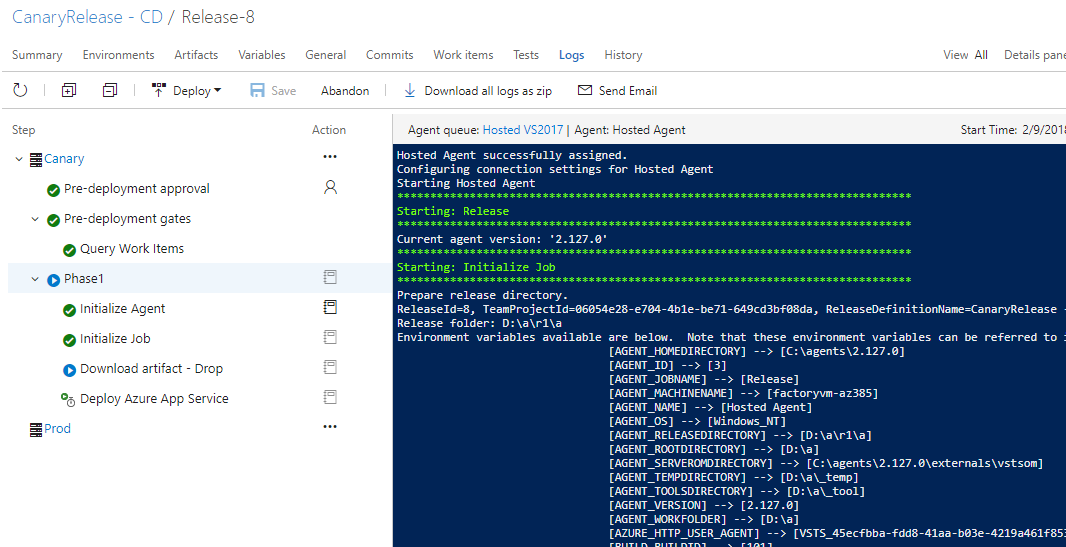 CanaryRelease - CD / Release-8
Summary Environments Artifacts Variables General Commits Work items Tests Logs History View All Details pane
Deploy Save Abandon Download all logs as zip Send Email
Step Action
Agent queue: Hosted VS2017 | Agent: Hosted Agent Start Time: 2/9/2018
Canary ...
Pre-deployment approval
Pre-deployment gates
Query Work Items
Phase1
Initialize Agent
Initialize Job
Download artifact - Drop
Deploy Azure App Service
Prod ...
Hosted Agent successfully assigned.
Configuring connection settings for Hosted Agent
Starting Hosted Agent
******************************************************************************
Starting: Release
******************************************************************************
Current agent version: '2.127.0'
******************************************************************************
Starting: Initialize Job
******************************************************************************
Prepare release directory.
ReleaseId=8, TeamProjectId=06054e28-e704-4b1e-be71-649cd3bf08da, ReleaseDefinitionName=CanaryRelease -
Release folder: D:\a\r1\a
Environment variables available are below.  Note that these environment variables can be referred to
[AGENT_HOMEDIRECTORY] --> [C:\agents\2.127.0]
[AGENT_ID] --> [3]
[AGENT_JOBNAME] --> [Release]
[AGENT_MACHINENAME] --> [factoryvm-az385]
[AGENT_NAME] --> [Hosted Agent]
[AGENT_OS] --> [Windows_NT]
[AGENT_RELEASEDIRECTORY] --> [D:\a\r1\a]
[AGENT_ROOTDIRECTORY] --> [D:\a]
[AGENT_SERVEROMDIRECTORY] --> [C:\agents\2.127.0\externals\vstsom]
[AGENT_TEMPDIRECTORY] --> [D:\a\_temp]
[AGENT_TOOLSDIRECTORY] --> [D:\a\_tool]
[AGENT_VERSION] --> [2.127.0]
[AGENT_WORKFOLDER] --> [D:\a]
[AZURE_HTTP_USER_AGENT] --> [VSTS_45ecfbba-fdd8-41aa-b03e-4219a461f853
[BUILD_BUILDID] --> [101]